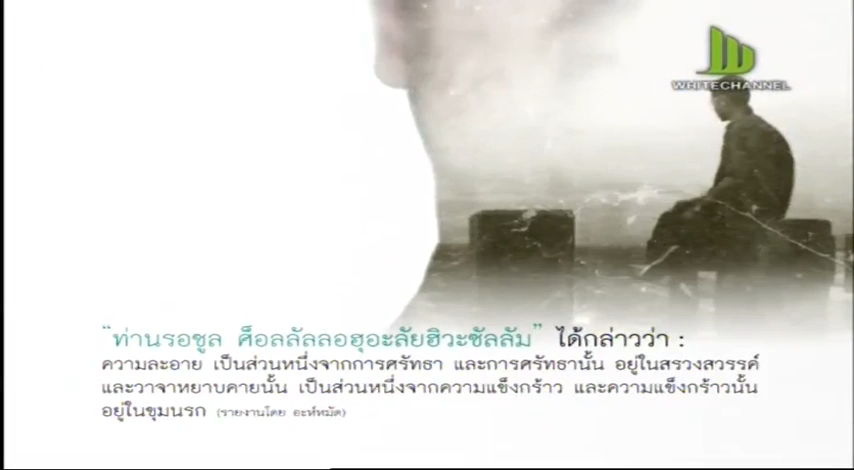 WHITECHANNEL
"ท่านรอซูล ศ็อลลัลลอฮุอะลัยฮิวะซัลลัม" ได้กล่าวว่า :
ความละอาย เป็นส่วนหนึ่งจากการศรัทธา และการศรัทธานั้น อยู่ในสรวงสวรรค์
และวาจาหยาบคายนั้น เป็นส่วนหนึ่งจากความแข็งกร้าว และความแข็งกร้าวนั้น
อยู่ในขุมนรก (รายงานโดย อะห์หมัด)